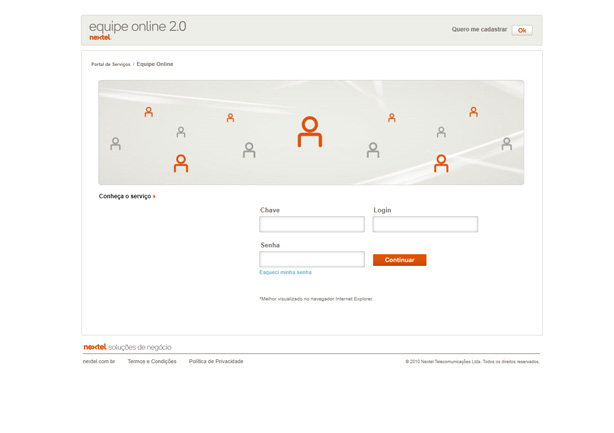 equipe online 2.0
nextel
Quero me cadastrar Ok
Portal de Serviços / Equipe Online
Conheça o serviço
Chave Login
Senha
Continuar
Esqueci minha senha
*Melhor visualizado no navegador Internet Explorer.
nextel soluções de negócio
nextel.com.br Termos e Condições Política de Privacidade © 2010 Nextel Telecomunicações Ltda. Todos os direitos reservados.